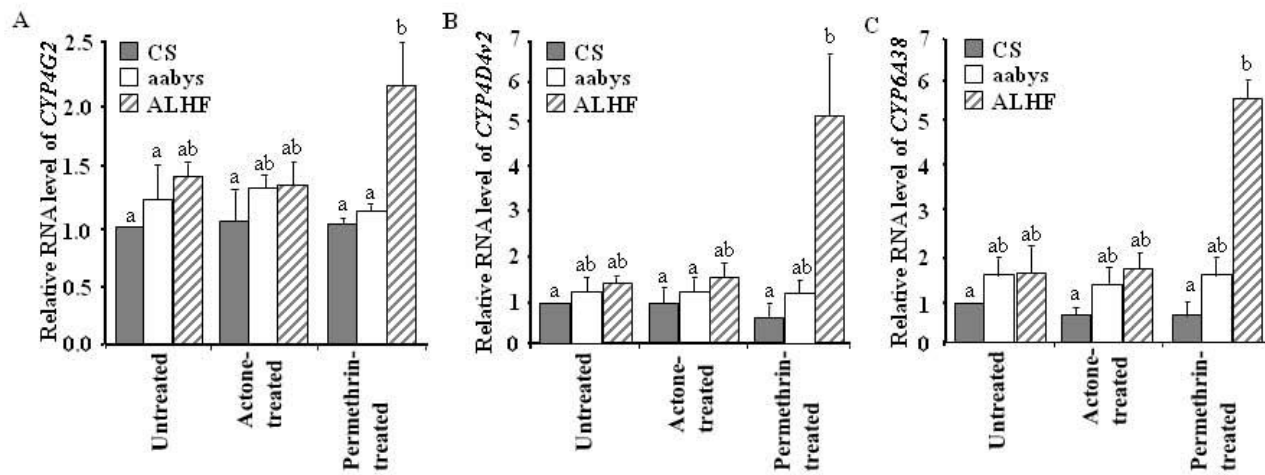 A
Relative RNA level of CYP4G2
2.5
2.0
1.5
1.0
0.5
0.0
CS
aabys
ALHF
a
a
ab
a
ab
ab
a
a
b
Untreated
Actone-
treated
Permethrin-
treated
B
Relative RNA level of CYP4D4v2
7
6
5
4
3
2
1
0
CS
aabys
ALHF
a
ab
ab
a
a
ab
a
ab
b
Untreated
Actone-
treated
Permethrin-
treated
C
Relative RNA level of CYP6A38
7
6
5
4
3
2
1
0
CS
aabys
ALHF
a
ab
ab
a
ab
ab
a
ab
b
Untreated
Actone-
treated
Permethrin-
treated